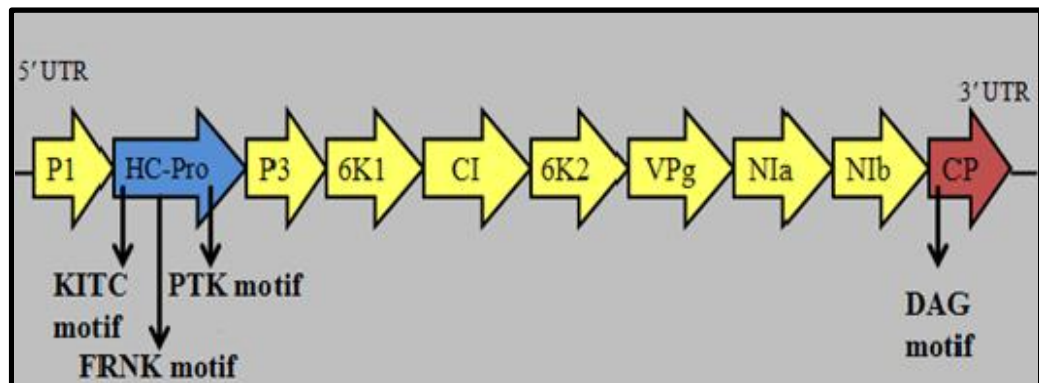 5′UTR
3′UTR
P1 HC-Pro P3 6K1 CI 6K2 VPg NIa NIb CP
KITC motif
PTK motif
FRNK motif
DAG motif